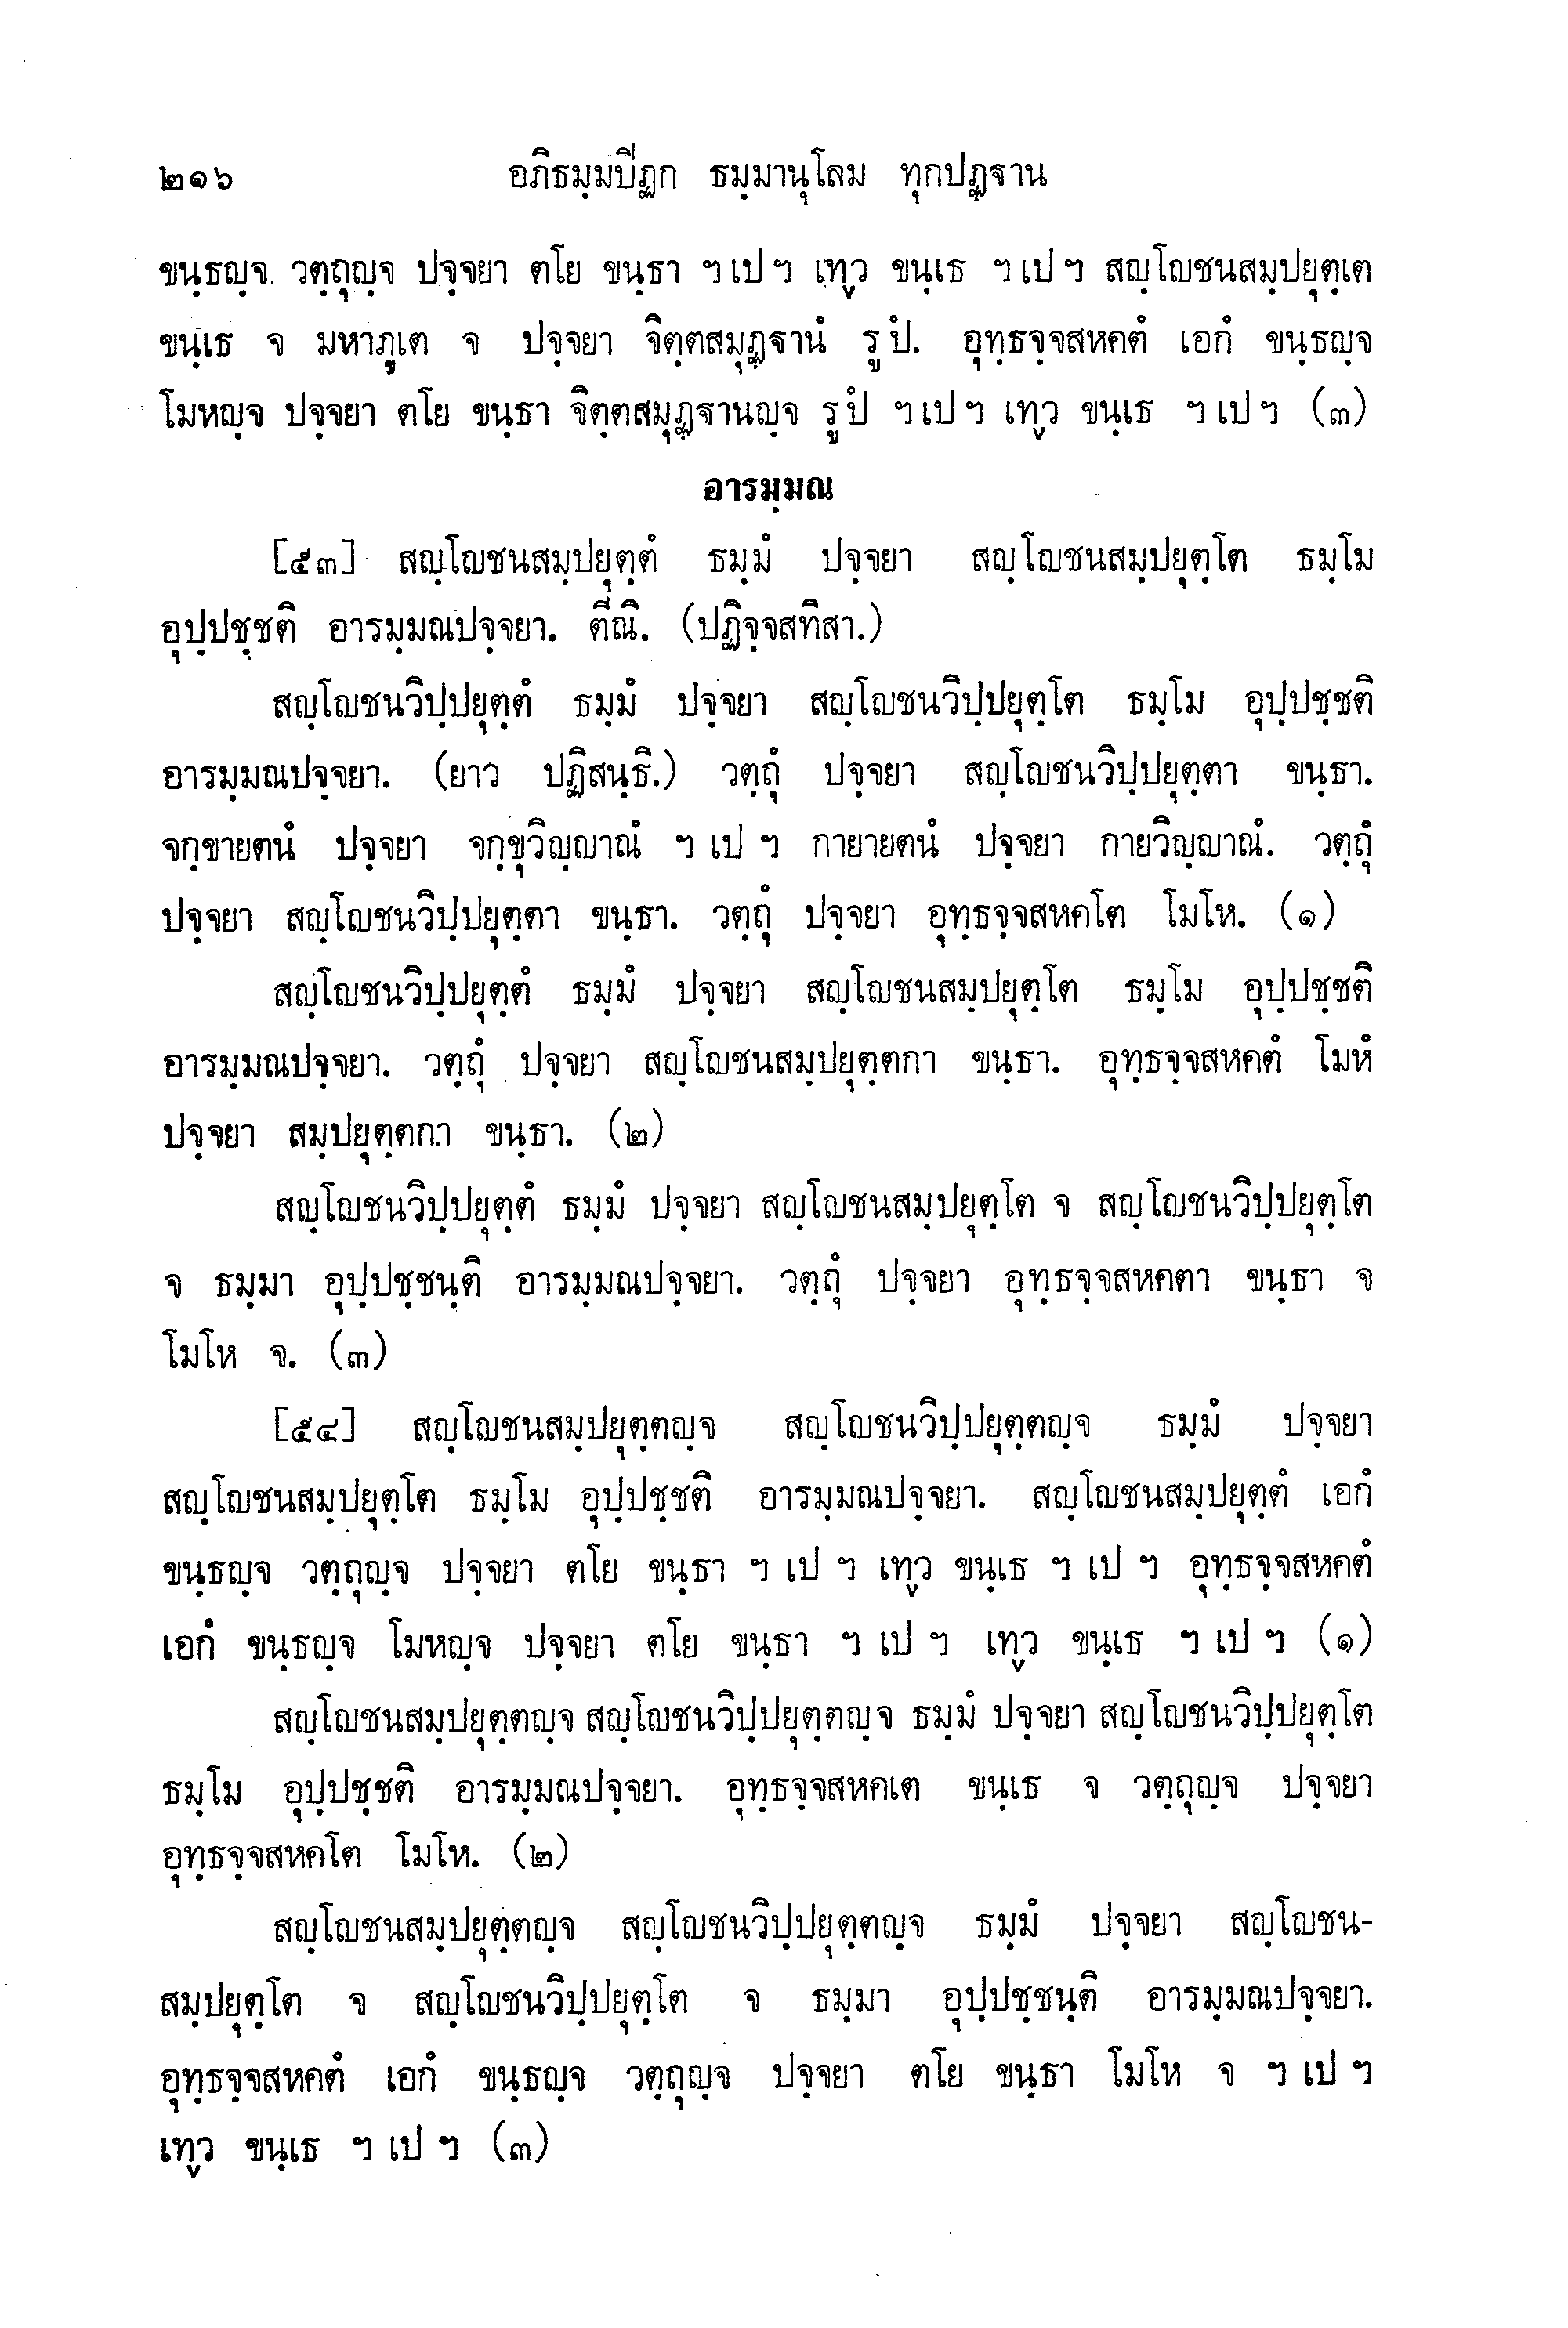 ๒๑๖ อภิธมฺมปีฏก ธมฺมานุโลม ทุกปฏฺฐาน
ขนฺธญฺจ วตฺถุญฺจ ปจฺจยา ตโย ขนฺธา ฯ เป ฯ เทฺว ขนฺเธ ฯ เป ฯ สญฺโญชนสมฺปยุตฺเต
ขนฺเธ จ มหาภูเต จ ปจฺจยา จิตฺตสมุฏฺฐานํ รูปํ. อุทฺธจฺจสหคตํ เอกํ ขนฺธญฺจ
โมหญฺจ ปจฺจยา ตโย ขนฺธา จิตฺตสมุฏฺฐานญฺจ รูปํ ฯ เป ฯ เทฺว ขนฺเธ ฯ เป ฯ (๓)
อารมฺมณ
[๕๓] สญฺโญชนสมฺปยุตฺตํ ธมฺมํ ปจฺจยา สญฺโญชนสมฺปยุตฺโต ธมฺโม
อุปฺปชฺชติ อารมฺมณปจฺจยา. ตีณิ. (ปฏิจฺจสทิสา.)
สญฺโญชนวิปฺปยุตฺตํ ธมฺมํ ปจฺจยา สญฺโญชนวิปฺปยุตฺโต ธมฺโม อุปฺปชฺชติ
อารมฺมณปจฺจยา. (ยาว ปฏิสนฺธิ.) วตฺถุํ ปจฺจยา สญฺโญชนวิปฺปยุตฺตา ขนฺธา.
จกฺขายตนํ ปจฺจยา จกฺขุวิญฺญาณํ ฯ เป ฯ กายายตนํ ปจฺจยา กายวิญฺญาณํ. วตฺถุํ
ปจฺจยา สญฺโญชนวิปฺปยุตฺตา ขนฺธา. วตฺถุํ ปจฺจยา อุทฺธจฺจสหคโต โมโห. (๑)
สญฺโญชนวิปฺปยุตฺตํ ธมฺมํ ปจฺจยา สญฺโญชนสมฺปยุตฺโต ธมฺโม อุปฺปชฺชติ
อารมฺมณปจฺจยา. วตฺถุํ ปจฺจยา สญฺโญชนสมฺปยุตฺตกา ขนฺธา. อุทฺธจฺจสหคตํ โมหํ
ปจฺจยา สมฺปยุตฺตกา ขนฺธา. (๒)
สญฺโญชนวิปฺปยุตฺตํ ธมฺมํ ปจฺจยา สญฺโญชนสมฺปยุตฺโต จ สญฺโญชนวิปฺปยุตฺโต
จ ธมฺมา อุปฺปชฺชนฺติ อารมฺมณปจฺจยา. วตฺถุํ ปจฺจยา อุทฺธจฺจสหคตา ขนฺธา จ
โมโห จ. (๓)
[๕๔] สญฺโญชนสมฺปยุตฺตญฺจ สญฺโญชนวิปฺปยุตฺตญฺจ ธมฺมํ ปจฺจยา
สญฺโญชนสมฺปยุตฺโต ธมฺโม อุปฺปชฺชติ อารมฺมณปจฺจยา. สญฺโญชนสมฺปยุตฺตํ เอกํ
ขนฺธญฺจ วตฺถุญฺจ ปจฺจยา ตโย ขนฺธา ฯ เป ฯ เทฺว ขนฺเธ ฯ เป ฯ อุทฺธจฺจสหคตํ
เอกํ ขนฺธญฺจ โมหญฺจ ปจฺจยา ตโย ขนฺธา ฯ เป ฯ เทฺว ขนฺเธ ฯ เป ฯ (๑)
สญฺโญชนสมฺปยุตฺตญฺจ สญฺโญชนวิปฺปยุตฺตญฺจ ธมฺมํ ปจฺจยา สญฺโญชนวิปฺปยุตฺโต
ธมฺโม อุปฺปชฺชติ อารมฺมณปจฺจยา. อุทฺธจฺจสหคเต ขนฺเธ จ วตฺถุญฺจ ปจฺจยา
อุทฺธจฺจสหคโต โมโห. (๒)
สญฺโญชนสมฺปยุตฺตญฺจ สญฺโญชนวิปฺปยุตฺตญฺจ ธมฺมํ ปจฺจยา สญฺโญชน-
สมฺปยุตฺโต จ สญฺโญชนวิปฺปยุตฺโต จ ธมฺมา อุปฺปชฺชนฺติ อารมฺมณปจฺจยา.
อุทฺธจฺจสหคตํ เอกํ ขนฺธญฺจ วตฺถุญฺจ ปจฺจยา ตโย ขนฺธา โมโห จ ฯ เป ฯ
เทฺว ขนฺเธ ฯ เป ฯ (๓)